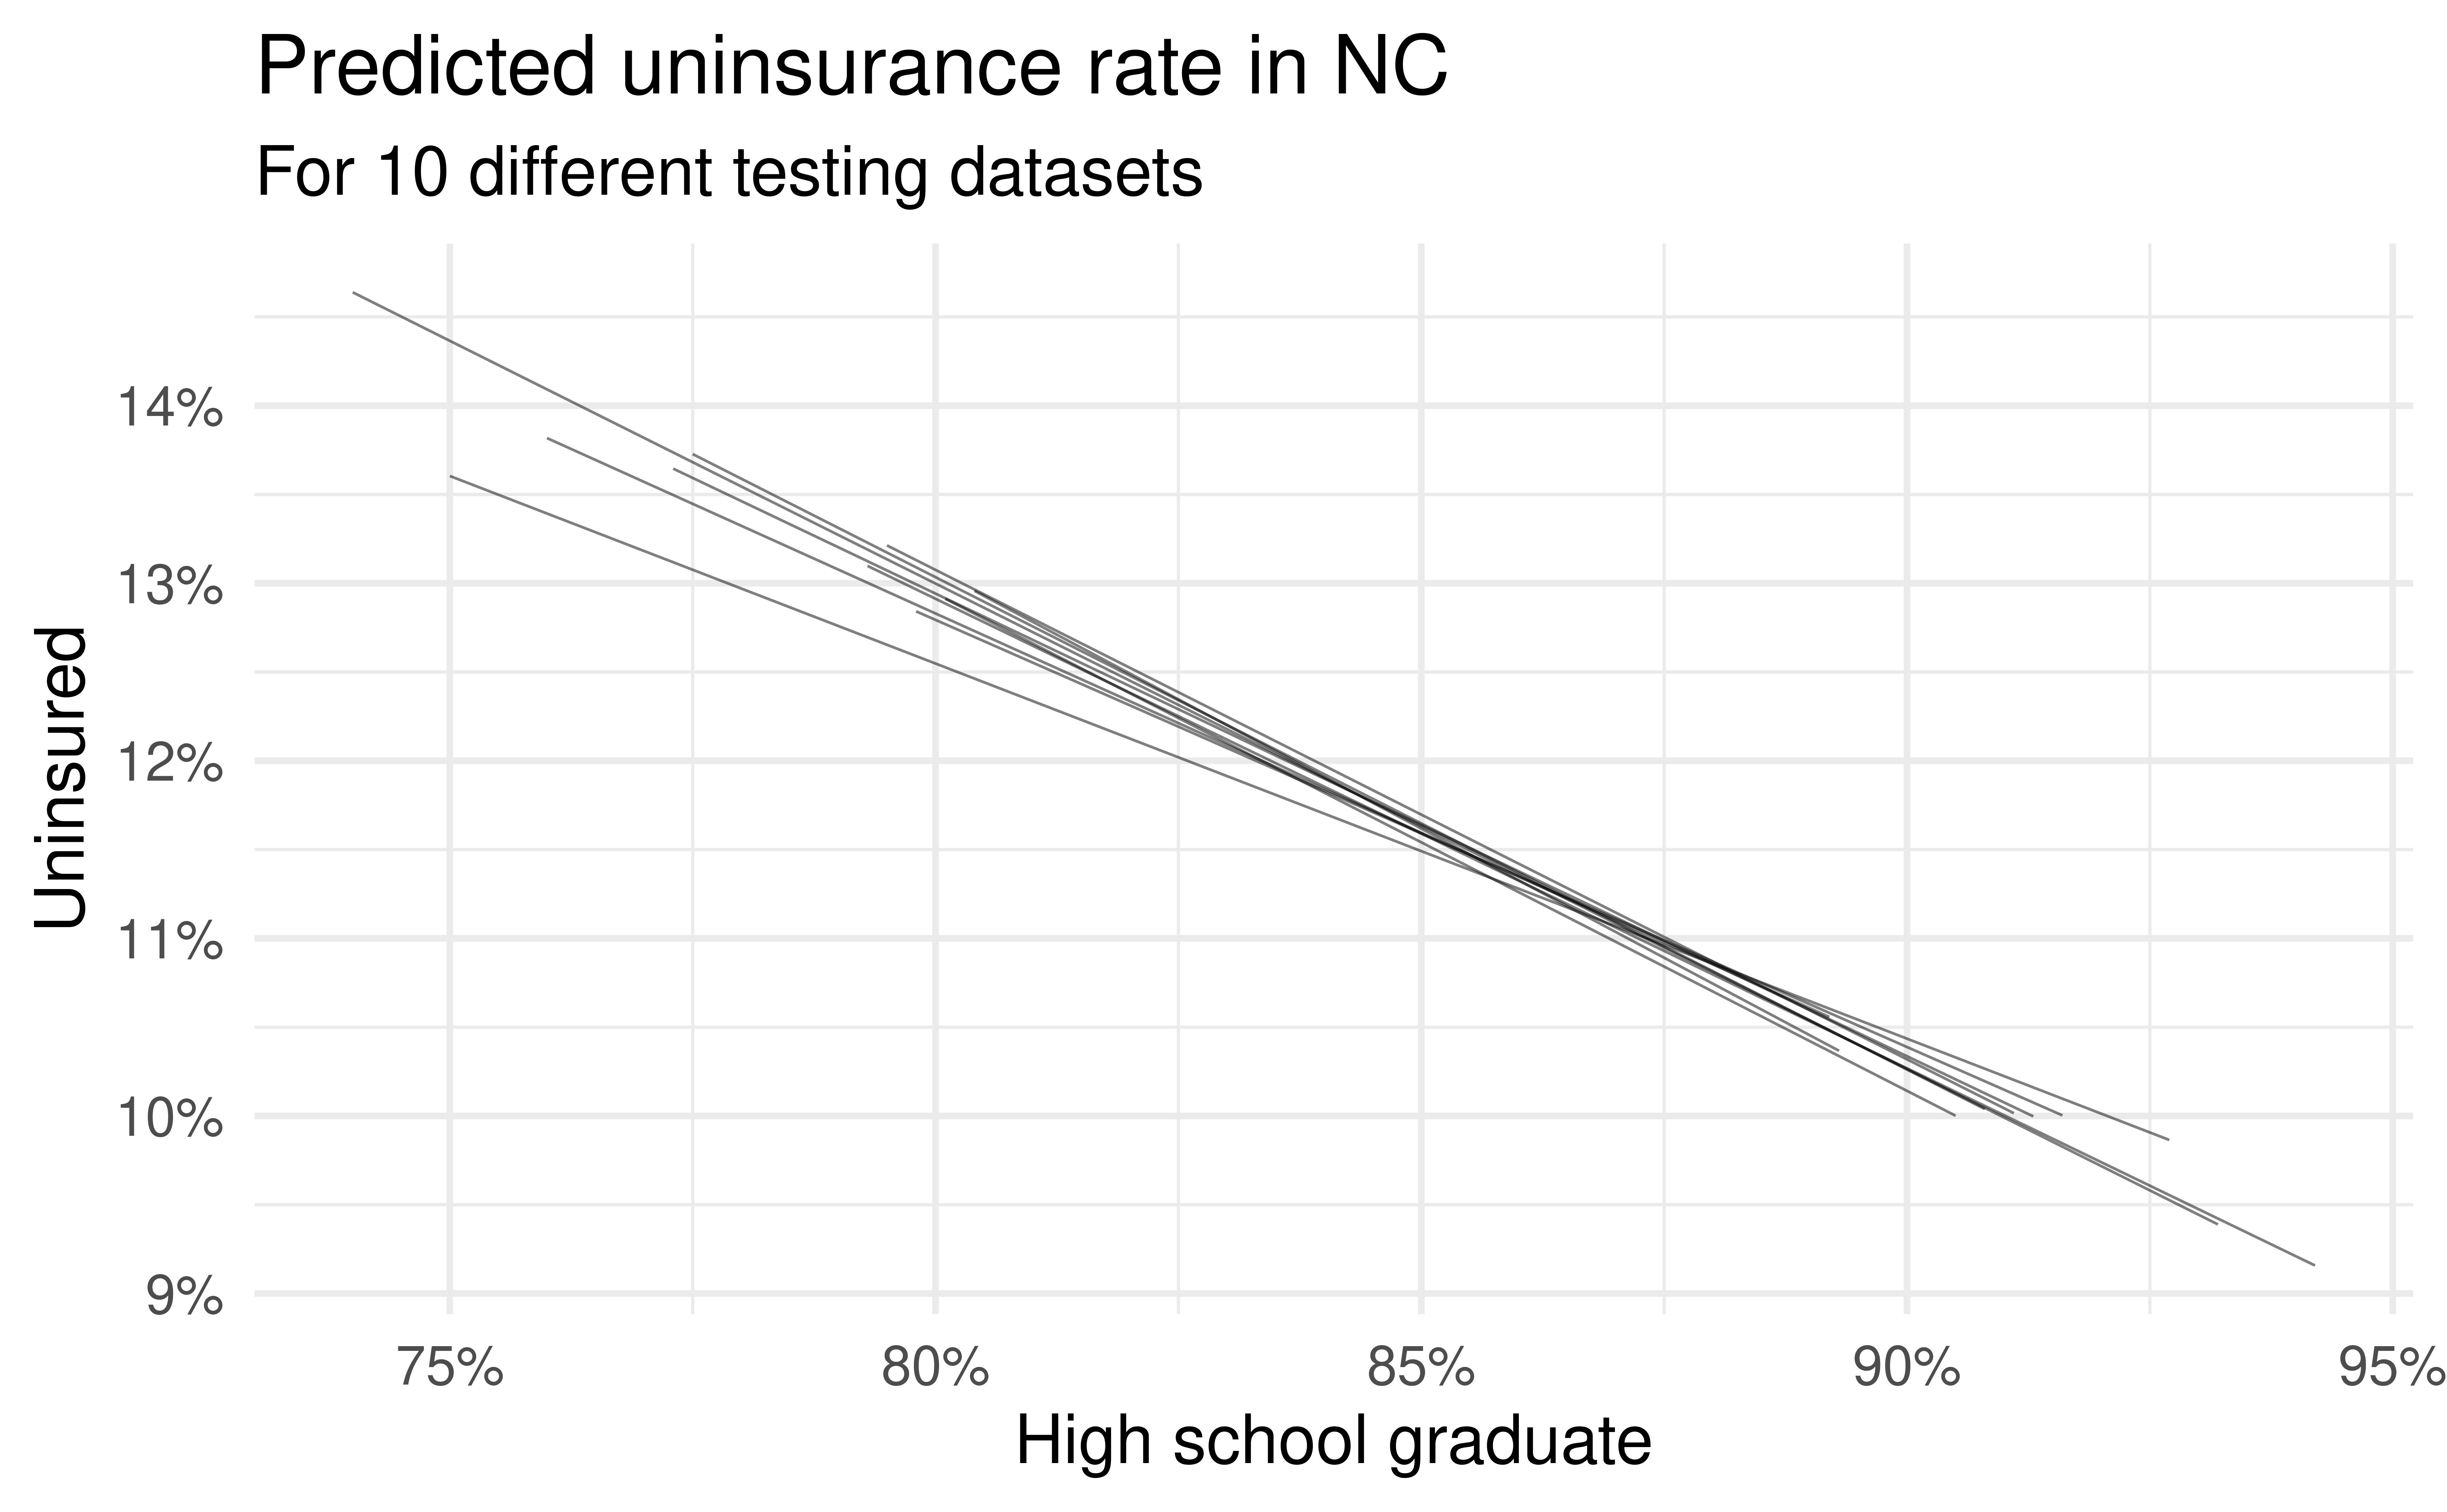 Predicted uninsurance rate in NC
For 10 different testing datasets
Uninsured
14%
13%
12%
11%
10%
9%
75% 80% 85% 90% 95%
High school graduate